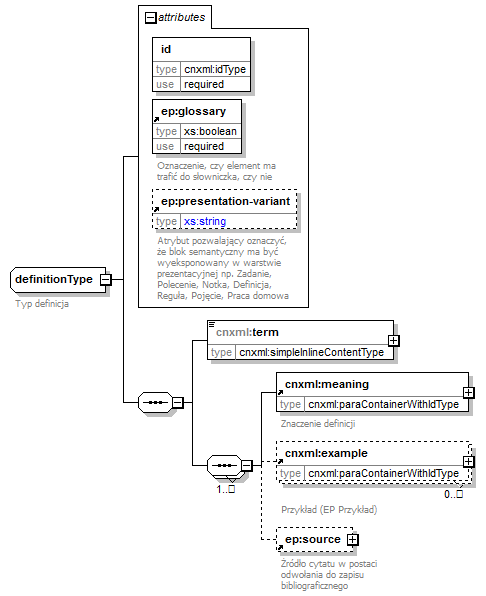 attributes
id
type cnxml:idType
use required
ep:glossary
type xs:boolean
use required
Oznaczenie, czy element ma
trafić do słowniczka, czy nie
ep:presentation-variant
type xs:string
Atrybut pozwalający oznaczyć,
że blok semantyczny ma być
wyeksponowany w warstwie
prezentacyjnej np. Zadanie,
Polecenie, Notka, Definicja,
Reguła, Pojęcie, Praca domowa
definitionType
Typ definicja
cnxml:term
type cnxml:simpleInlineContentType
cnxml:meaning
type cnxml:paraContainerWithIdType
Znaczenie definicji
cnxml:example
type cnxml:paraContainerWithIdType
1..
0..
Przykład (EP Przykład)
ep:source
Źródło cytatu w postaci
odwołania do zapisu
bibliograficznego